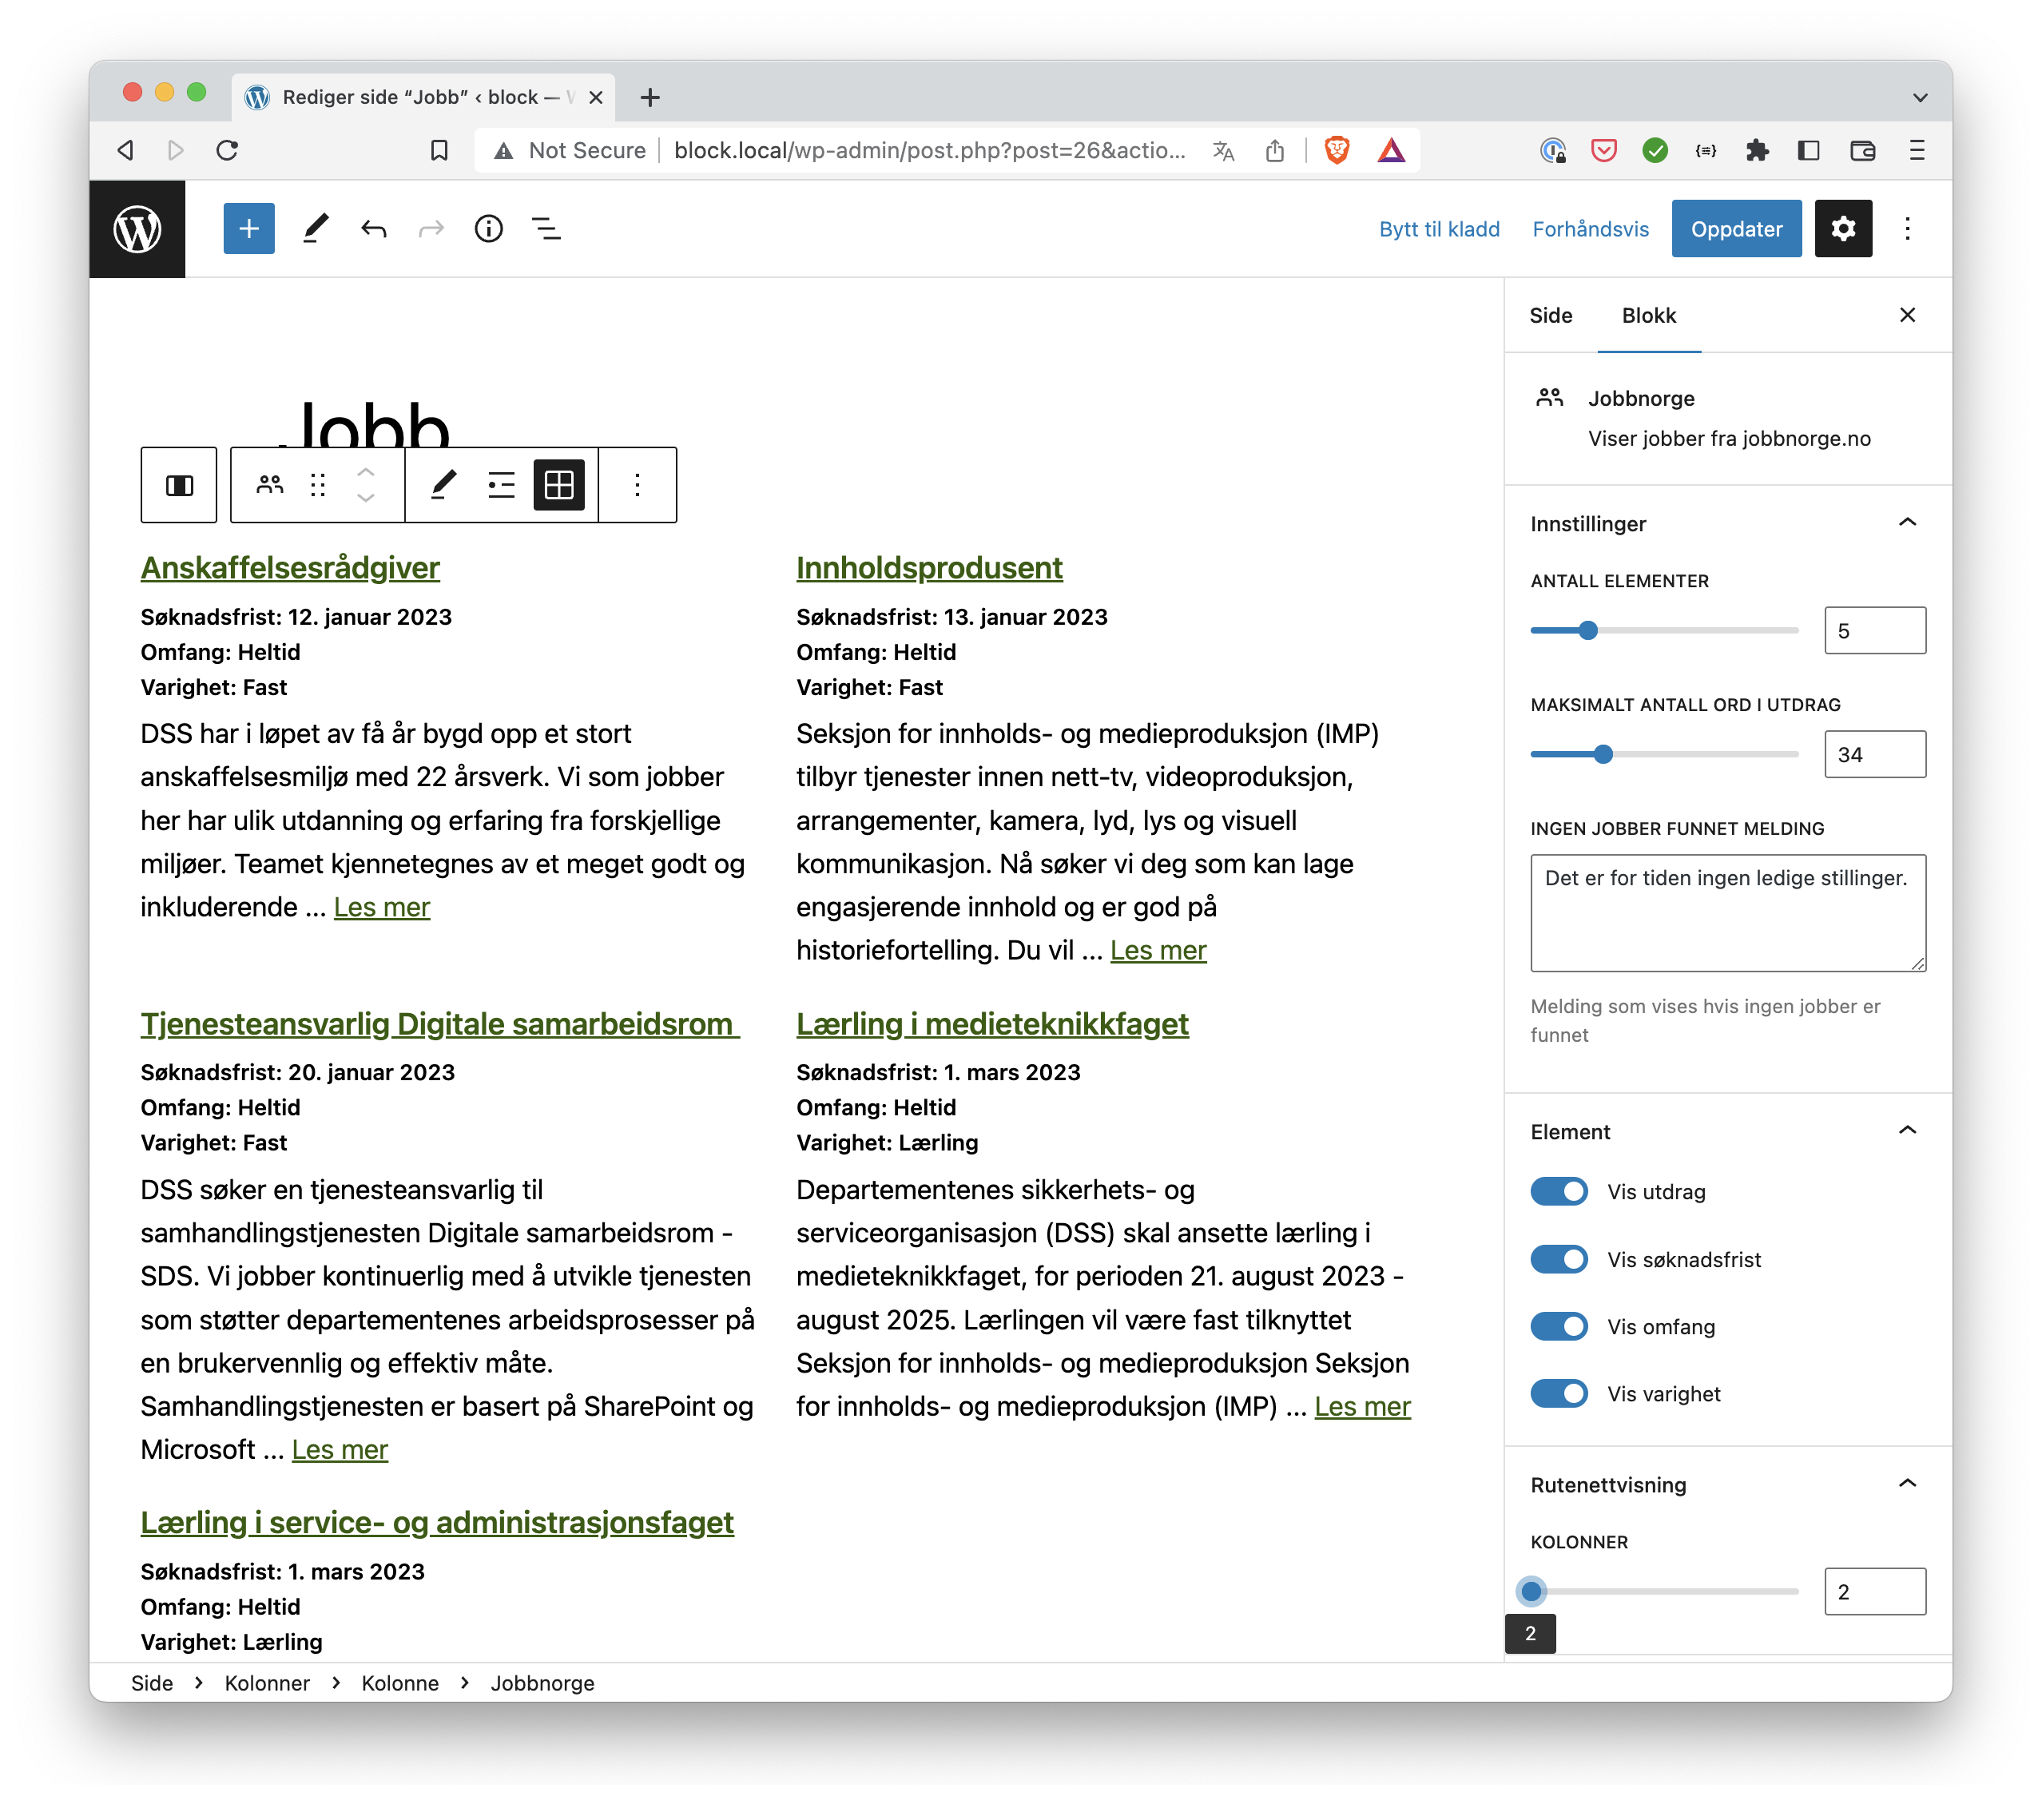 Rediger side “Jobb” ‹ block —
Not Secure
block.local/wp-admin/post.php?post=26&actio...
Bytt til kladd
Forhåndsvis
Oppdater
Jobb
Anskaffelsesrådgiver
Søknadsfrist: 12. januar 2023
Omfang: Heltid
Varighet: Fast
DSS har i løpet av få år bygd opp et stort
anskaffelsesmiljø med 22 årsverk. Vi som jobber
her har ulik utdanning og erfaring fra forskjellige
miljøer. Teamet kjennetegnes av et meget godt og
inkluderende ... Les mer
Innholdsprodusent
Søknadsfrist: 13. januar 2023
Omfang: Heltid
Varighet: Fast
Seksjon for innholds- og medieproduksjon (IMP)
tilbyr tjenester innen nett-tv, videoproduksjon,
arrangementer, kamera, lyd, lys og visuell
kommunikasjon. Nå søker vi deg som kan lage
engasjerende innhold og er god på
historiefortelling. Du vil ... Les mer
Tjenesteansvarlig Digitale samarbeidsrom
Søknadsfrist: 20. januar 2023
Omfang: Heltid
Varighet: Fast
DSS søker en tjenesteansvarlig til
samhandlingstjenesten Digitale samarbeidsrom -
SDS. Vi jobber kontinuerlig med å utvikle tjenesten
som støtter departementenes arbeidsprosesser på
en brukervennlig og effektiv måte.
Samhandlingstjenesten er basert på SharePoint og
Microsoft ... Les mer
Lærling i medieteknikkfaget
Søknadsfrist: 1. mars 2023
Omfang: Heltid
Varighet: Lærling
Departementenes sikkerhets- og
serviceorganisasjon (DSS) skal ansette lærling i
medieteknikkfaget, for perioden 21. august 2023 -
august 2025. Lærlingen vil være fast tilknyttet
Seksjon for innholds- og medieproduksjon Seksjon
for innholds- og medieproduksjon (IMP) ... Les mer
Lærling i service- og administrasjonsfaget
Søknadsfrist: 1. mars 2023
Omfang: Heltid
Varighet: Lærling
Side
Blokk
Jobbnorge
Viser jobber fra jobbnorge.no
Innstillinger
ANTALL ELEMENTER
5
MAKSIMALT ANTALL ORD I UTDRAG
34
INGEN JOBBER FUNNET MELDING
Det er for tiden ingen ledige stillinger.
Melding som vises hvis ingen jobber er
funnet
Element
Vis utdrag
Vis søknadsfrist
Vis omfang
Vis varighet
Rutenettvisning
KOLONNER
2
2
Side › Kolonner › Kolonne › Jobbnorge